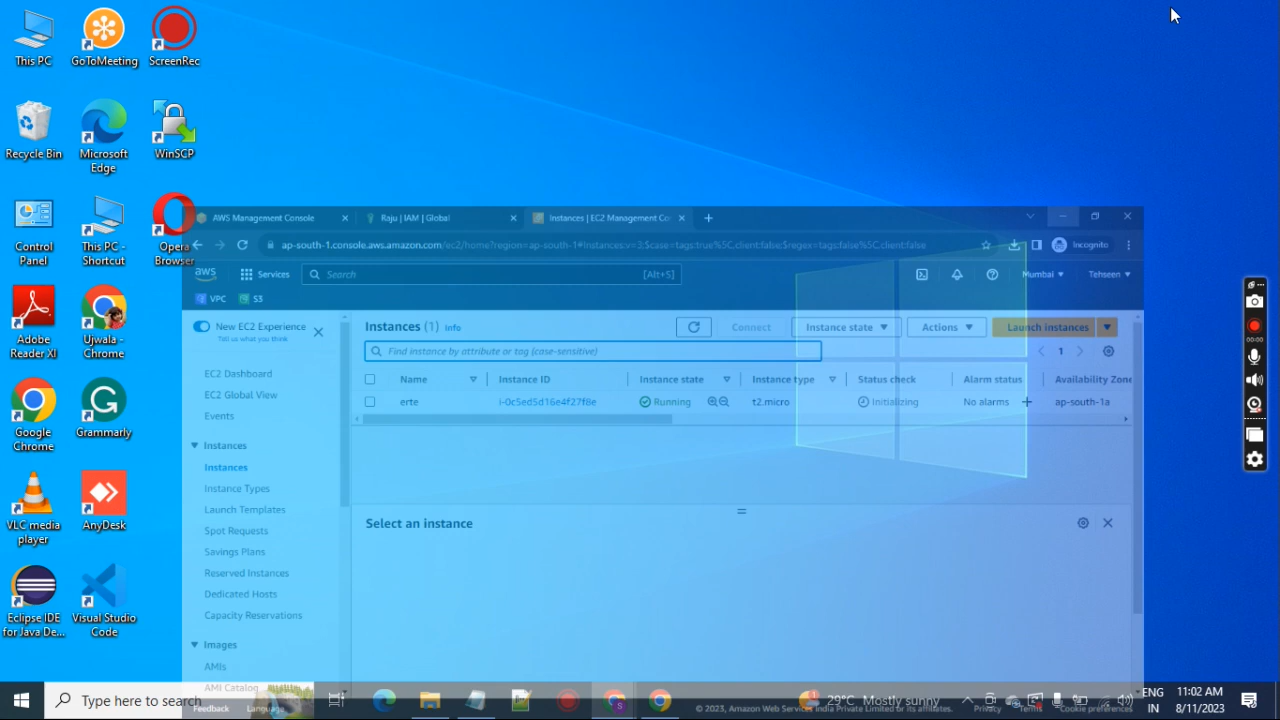 This PC
GoToMeeting
ScreenRec
Recycle Bin
Microsoft
Edge
WinSCP
Control
Panel
This PC -
Shortcut
Opera
Browser
Adobe
Reader XI
Ujwala -
Chrome
Google
Chrome
Grammarly
VLC media
player
AnyDesk
Eclipse IDE
for Java De...
Visual Studio
Code
AWS Management Console
Raju | IAM | Global
Instances | EC2 Management Con
ap-south-1.console.aws.amazon.com/ec2/home?region=ap-south-1#Instances:v=3;$case=tags:true%5C,client:false;$regex=tags:false%5C,client:false
Incognito
aws
Services
Search
[Alt+S]
Mumbai
Tehseen
VPC
S3
New EC2 Experience
Tell us what you think
EC2 Dashboard
EC2 Global View
Events
Instances
Instances
Instance Types
Launch Templates
Spot Requests
Savings Plans
Reserved Instances
Dedicated Hosts
Capacity Reservations
Images
AMIs
AMI Catalog
Instances (1) Info
Connect
Instance state
Actions
Launch instances
Find instance by attribute or tag (case-sensitive)
1
Name
Instance ID
Instance state
Instance type
Status check
Alarm status
Availability Zone
erte
i-0c5ed5d16e4f27f8e
Running
t2.micro
Initializing
No alarms
ap-south-1a
Select an instance
00:00
Type here to search
Feedback
Language
29°C Mostly sunny
© 2023, Amazon Web Services India Private Limited or its affiliates.
Privacy
Terms
Cookie preferences
ENG
IN
11:02 AM
8/11/2023